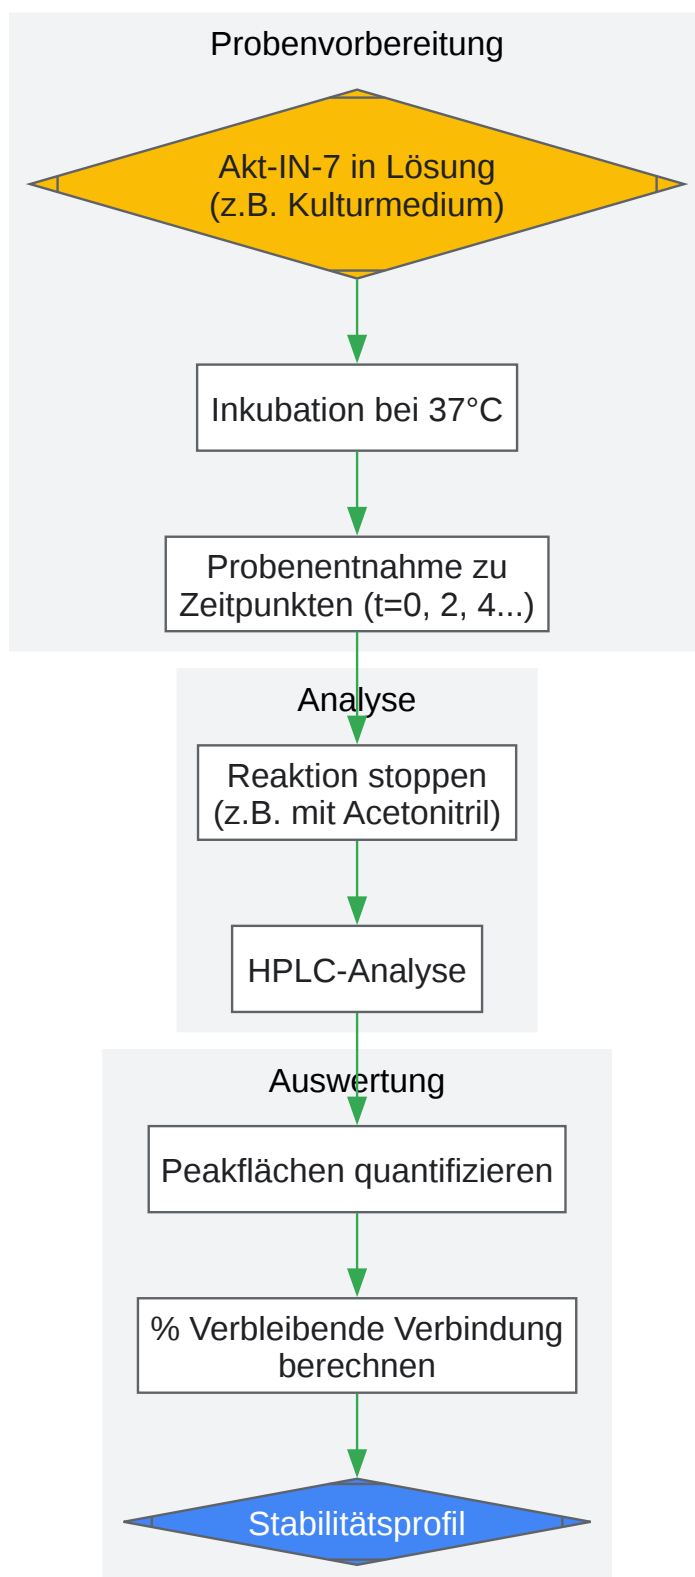 Probenvorbereitung
Akt-IN-7 in Lösung
(z.B. Kulturmedium)
Inkubation bei 37°C
Probenentnahme zu
Zeitpunkten (t=0, 2, 4...)
Analyse
Reaktion stoppen
(z.B. mit Acetonitril)
HPLC-Analyse
Auswertung
Peakflächen quantifizieren
% Verbleibende Verbindung
berechnen
Stabilitätsprofil